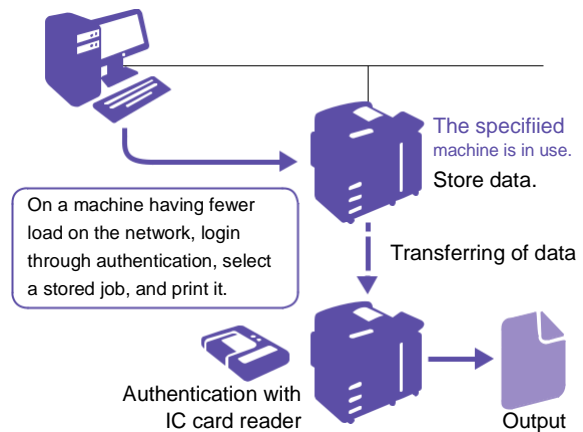 The specifiied
machine is in use.
Store data.
On a machine having fewer
load on the network, login
through authentication, select
a stored job, and print it.
Transferring of data
Authentication with
IC card reader
Output